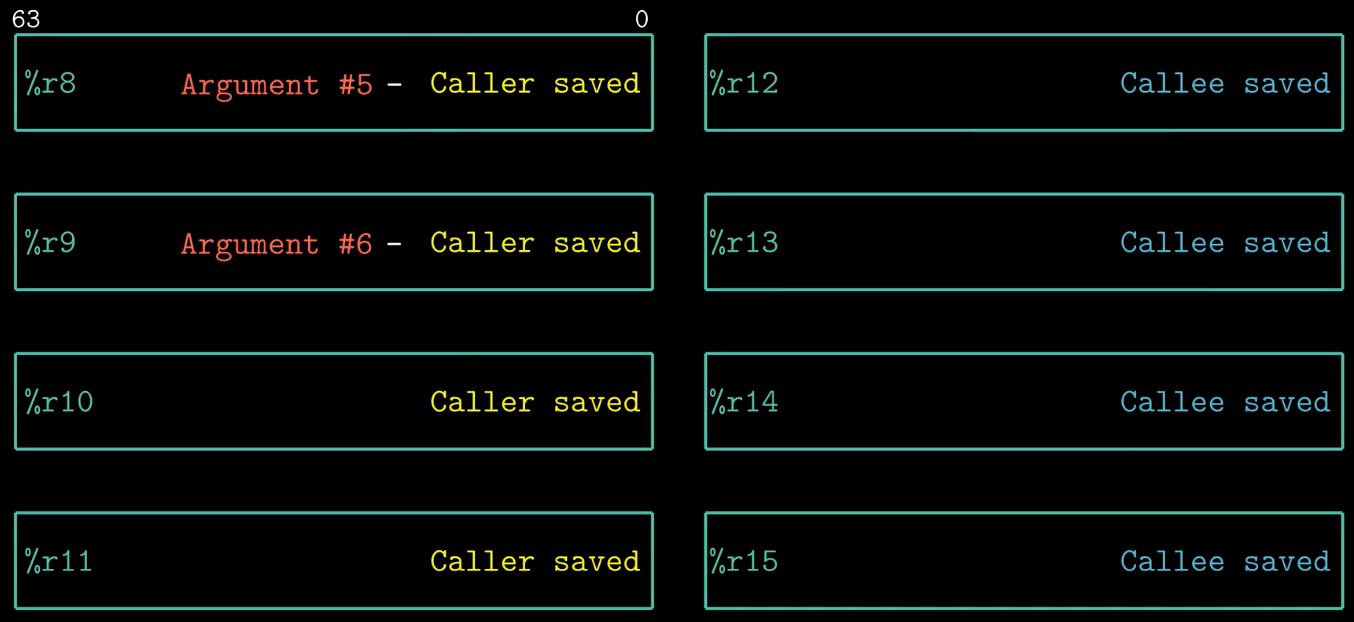 63 0
%r8 Argument #5 - Caller saved
%r12 Callee saved
%r9 Argument #6 - Caller saved
%r13 Callee saved
%r10 Caller saved
%r14 Callee saved
%r11 Caller saved
%r15 Callee saved